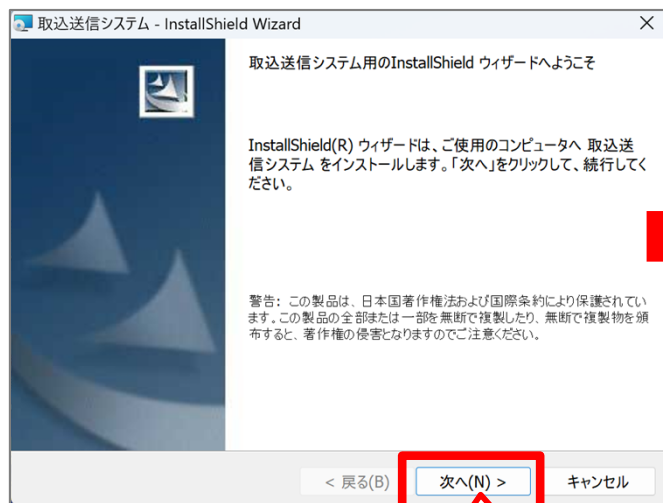 取込送信システム - InstallShield Wizard
取込送信システム用のInstallShield ウィザードへようこそ
InstallShield(R) ウィザードは、ご使用のコンピュータへ 取込送
信システム をインストールします。「次へ」をクリックして、続行してく
ださい。
警告: この製品は、日本国著作権法および国際条約により保護されてい
ます。この製品の全部または一部を無断で複製したり、無断で複製物を頒
布すると、著作権の侵害となりますのでご注意ください。
< 戻る(B) 次へ(N) > キャンセル